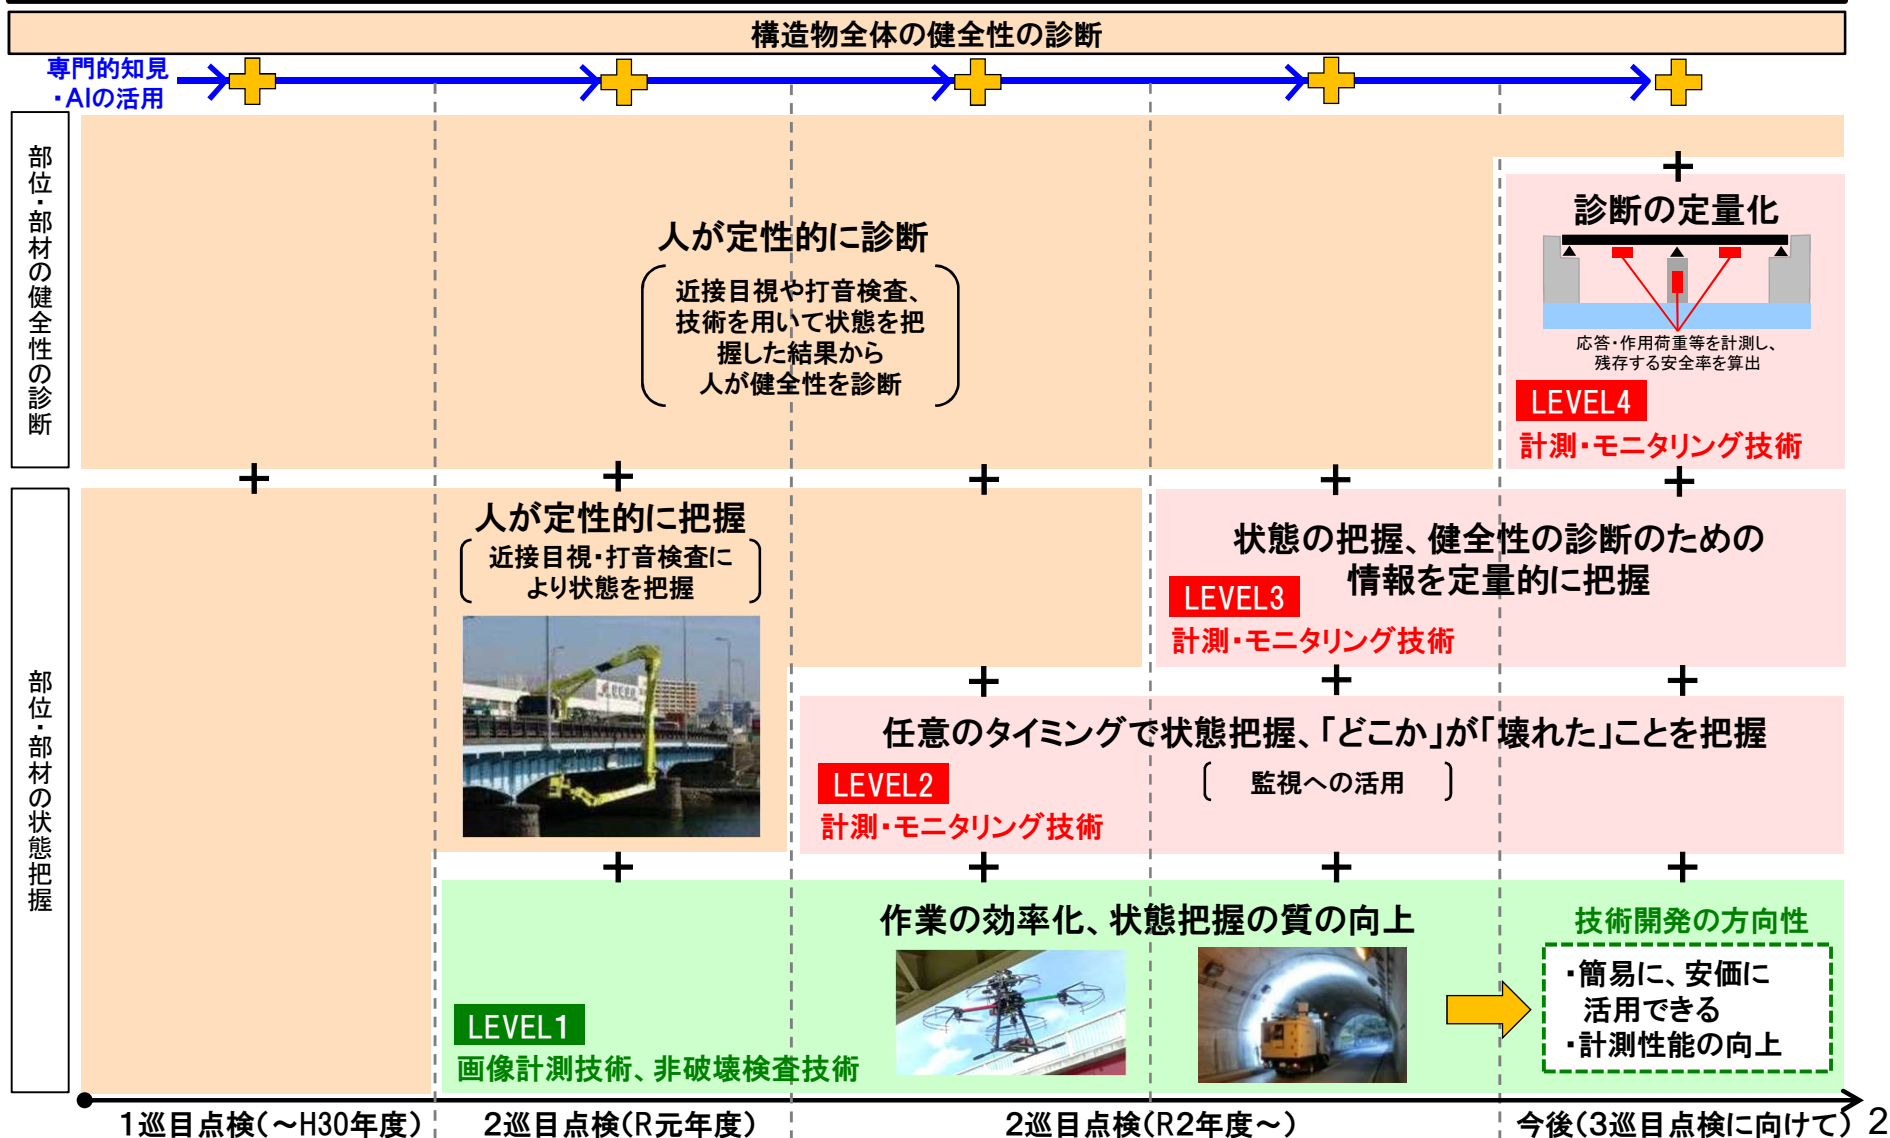 構造物全体の健全性の診断
専門的知見
・AIの活用
部位・部材の健全性の診断
人が定性的に診断
近接目視や打音検査、
技術を用いて状態を把
握した結果から
人が健全性を診断
診断の定量化
応答・作用荷重等を計測し、
残存する安全率を算出
LEVEL4
計測・モニタリング技術
部位・部材の状態把握
人が定性的に把握
近接目視・打音検査に
より状態を把握
状態の把握、健全性の診断のための
情報を定量的に把握
LEVEL3
計測・モニタリング技術
任意のタイミングで状態把握、「どこか」が「壊れた」ことを把握
監視への活用
LEVEL2
計測・モニタリング技術
作業の効率化、状態把握の質の向上
LEVEL1
画像計測技術、非破壊検査技術
技術開発の方向性
・簡易に、安価に
活用できる
・計測性能の向上
1巡目点検(～H30年度)
2巡目点検(R元年度)
2巡目点検(R2年度～)
今後(3巡目点検に向けて)
2